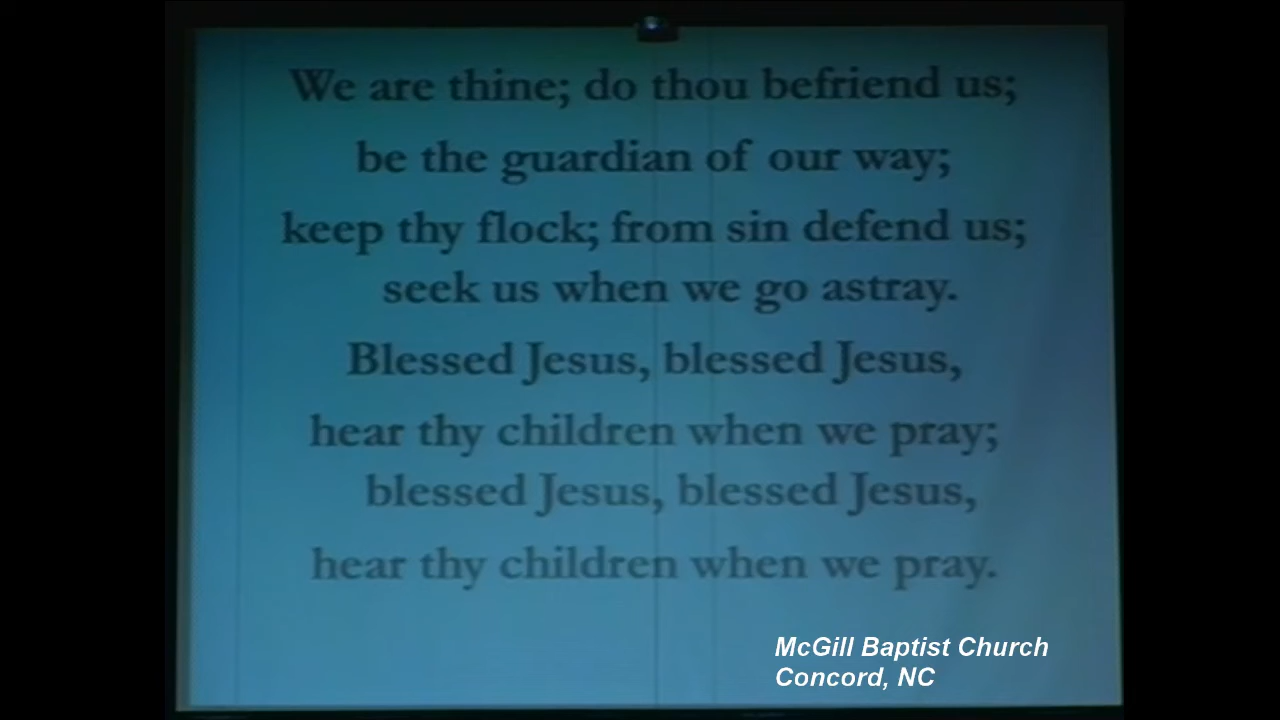 We are thine; do thou befriend us;
be the guardian of our way;
keep thy flock; from sin defend us;
seek us when we go astray.
Blessed Jesus, blessed Jesus,
hear thy children when we pray;
blessed Jesus, blessed Jesus,
hear thy children when we pray.
McGill Baptist Church
Concord, NC